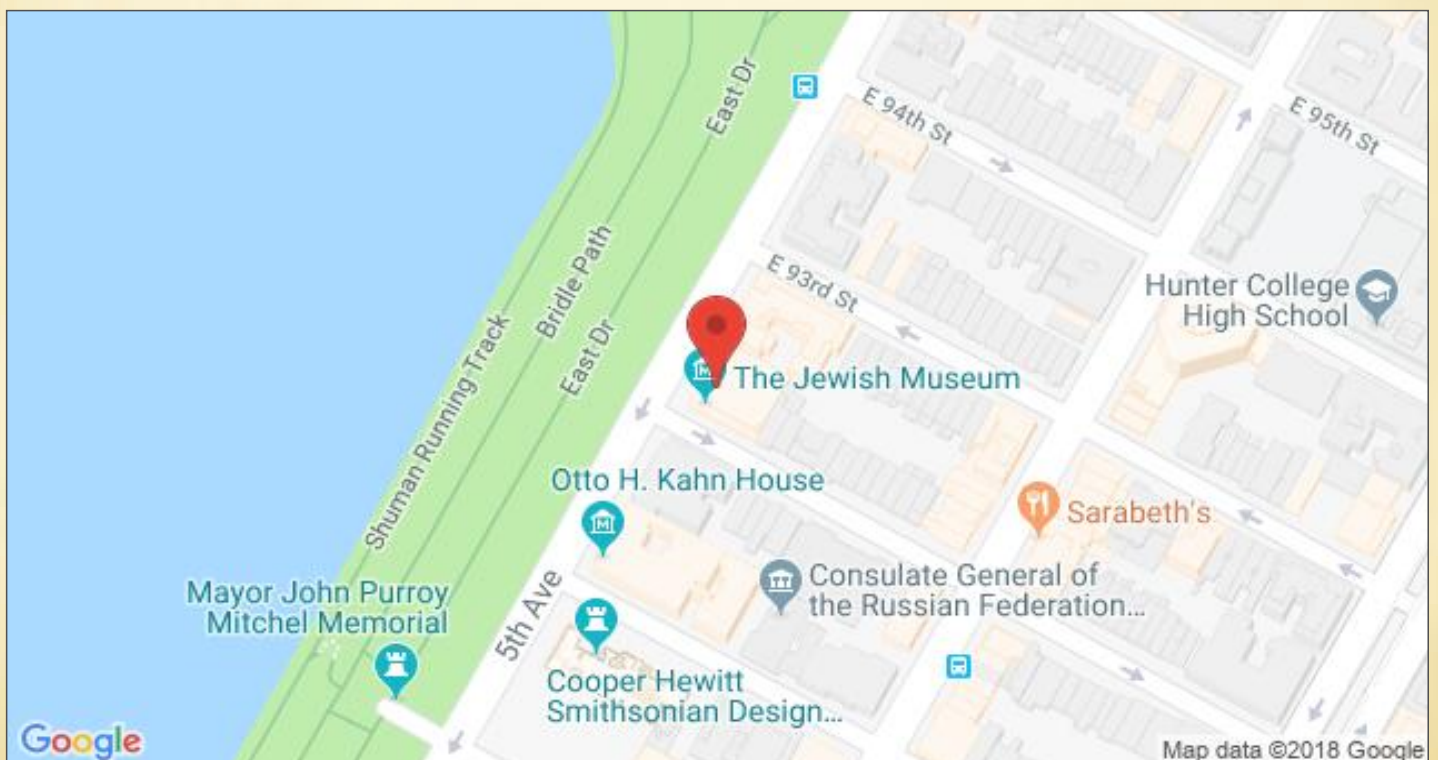 East Dr
E 94th St
E 95th St
Bridle Path
E 93rd St
Hunter College
High School
Shuman Running Track
East Dr
M
The Jewish Museum
Otto H. Kahn House
M
Sarabeth's
Mayor John Purroy
Mitchel Memorial
5th Ave
Consulate General of
the Russian Federation...
Cooper Hewitt
Smithsonian Design...
Google
Map data ©2018 Google